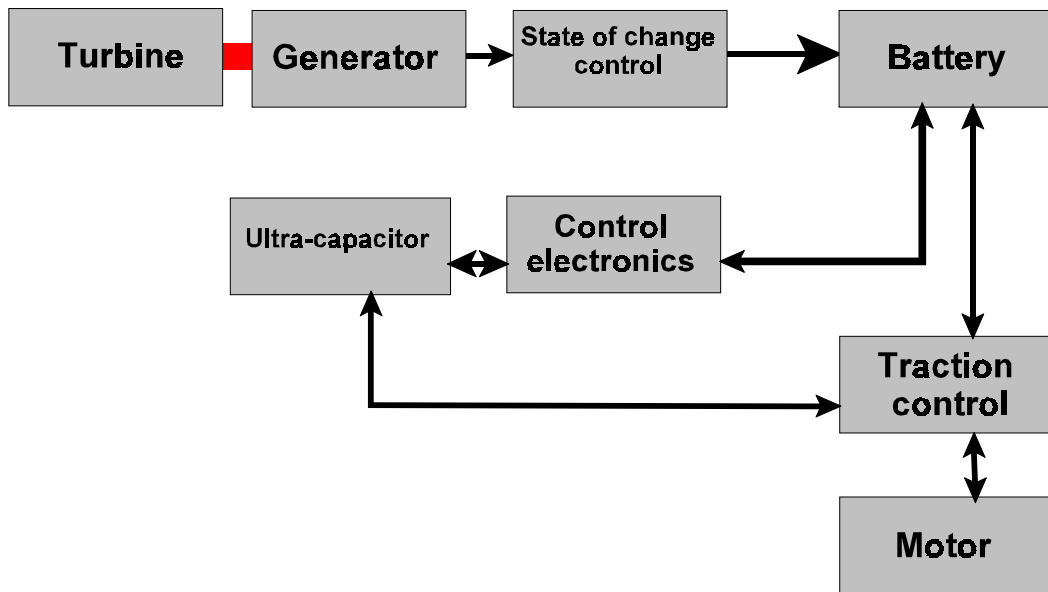 Turbine
Generator
State of change
control
Battery
Ultra-capacitor
Control
electronics
Traction
control
Motor